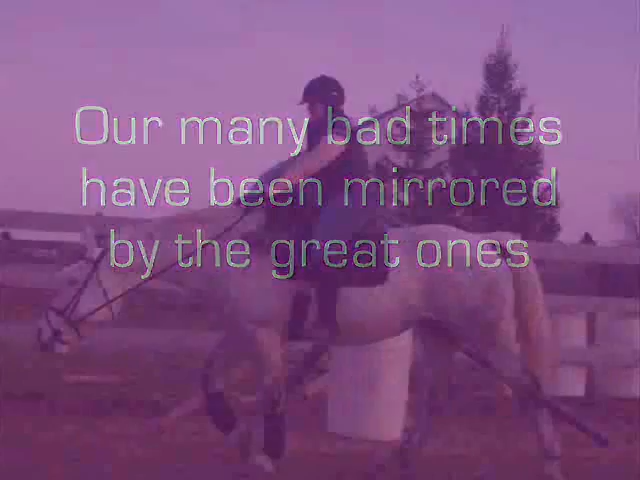 Our many bad times
have been mirrored
by the great ones